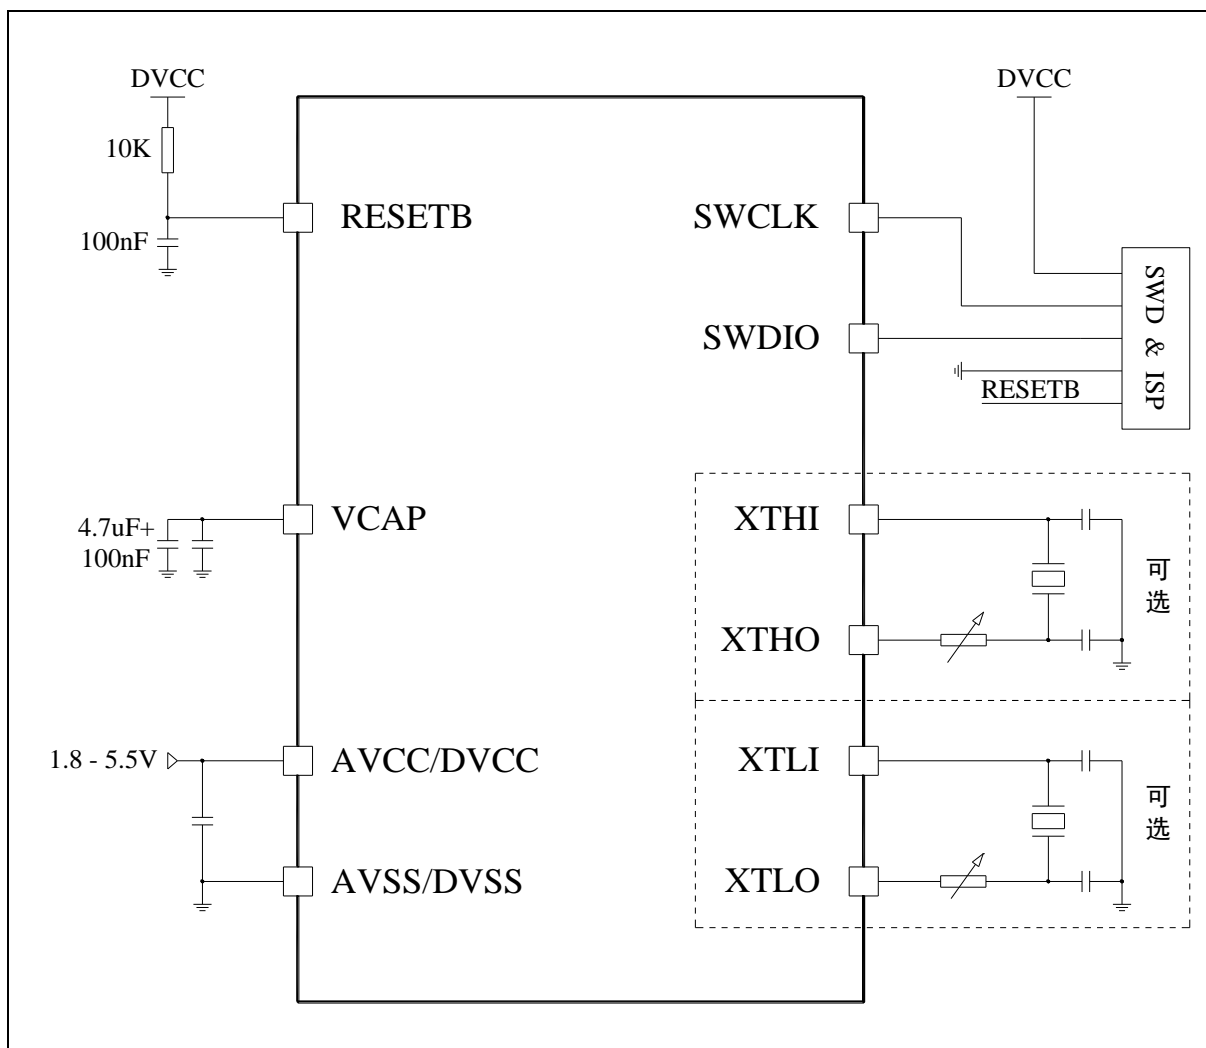 DVCC
DVCC
10K
RESETB
SWCLK
100nF
SWD & ISP
SWDIO
RESETB
4.7uF+
100nF
VCAP
XTHI
可选
XTHO
1.8 - 5.5V
AVCC/DVCC
XTLI
可选
AVSS/DVSS
XTLO